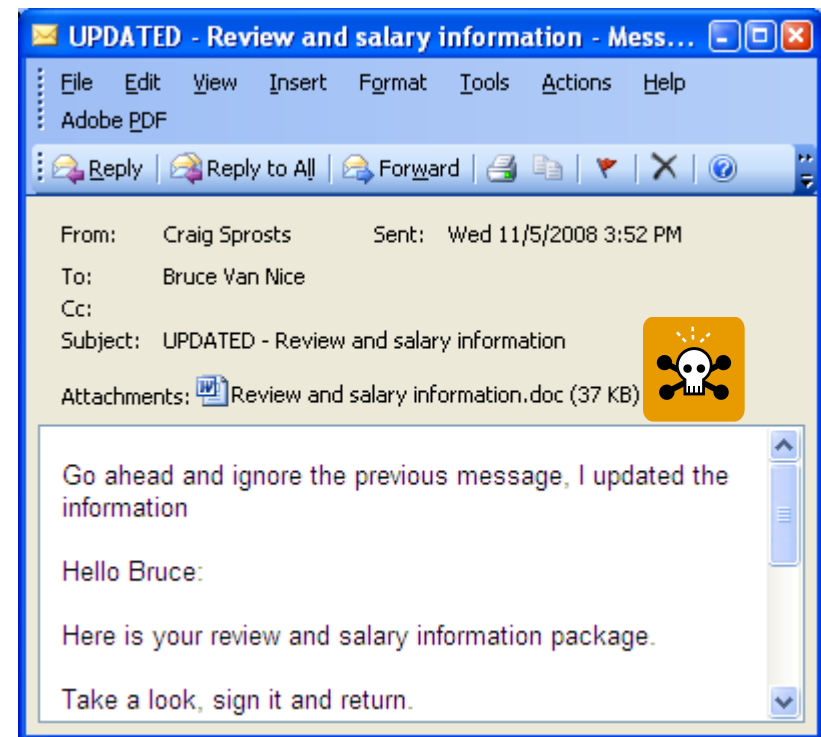 UPDATED - Review and salary information - Mess...
File Edit View Insert Format Tools Actions Help
Adobe PDF
Reply Reply to All Forward
From: Craig Sprosts Sent: Wed 11/5/2008 3:52 PM
To: Bruce Van Nice
Cc:
Subject: UPDATED - Review and salary information
Attachments: Review and salary information.doc (37 KB)
Go ahead and ignore the previous message, I updated the
information
Hello Bruce:
Here is your review and salary information package.
Take a look, sign it and return.